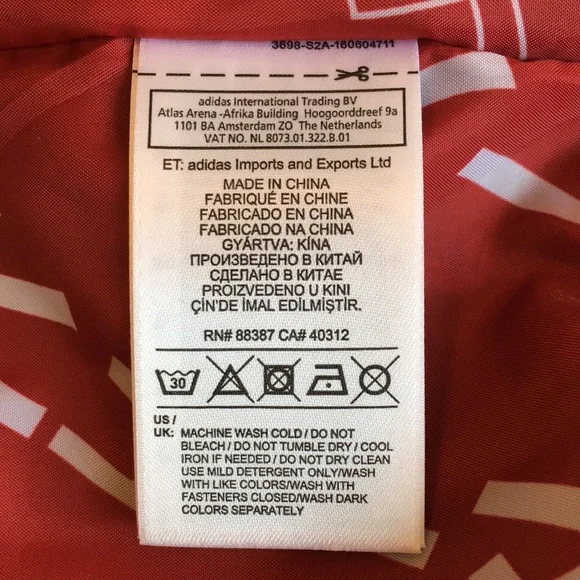 3698-S2A-160604711
adidas International Trading BV
Atlas Arena -Afrika Building Hoogoorddreef 9a
1101 BA Amsterdam ZO The Netherlands
VAT NO. NL 8073.01.322.B.01
ET: adidas Imports and Exports Ltd
MADE IN CHINA
FABRIQUÉ EN CHINE
FABRICADO EN CHINA
FABRICADO NA CHINA
GYÁRTVA: KÍNA
ПРОИЗВЕДЕНО В КИТАЙ
СДЕЛАНО В КИТАЕ
PROIZVEDENO U KINI
ÇİN'DE İMAL EDİLMİŞTİR.
RN# 88387 CA# 40312
30
US /
UK: MACHINE WASH COLD / DO NOT
BLEACH / DO NOT TUMBLE DRY / COOL
IRON IF NEEDED / DO NOT DRY CLEAN
USE MILD DETERGENT ONLY/WASH
WITH LIKE COLORS/WASH WITH
FASTENERS CLOSED/WASH DARK
COLORS SEPARATELY